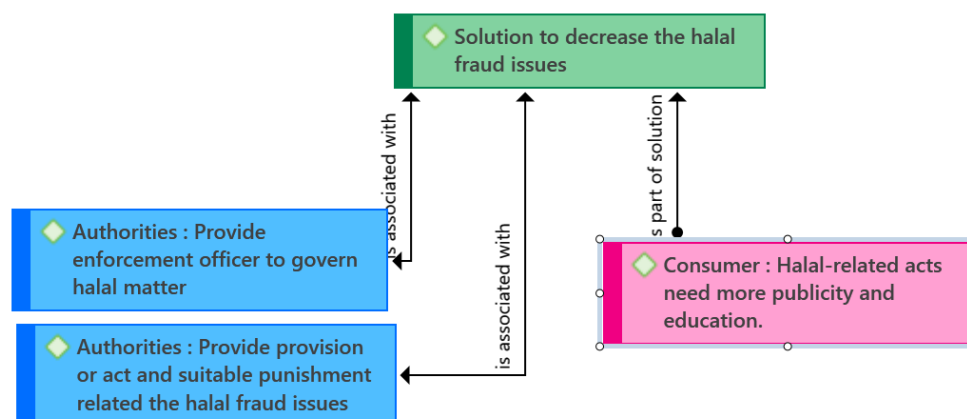 Solution to decrease the halal
fraud issues
is associated with
is associated with
s part of solution
Authorities : Provide
enforcement officer to govern
halal matter
Consumer : Halal-related acts
need more publicity and
education.
Authorities : Provide provision
or act and suitable punishment
related the halal fraud issues